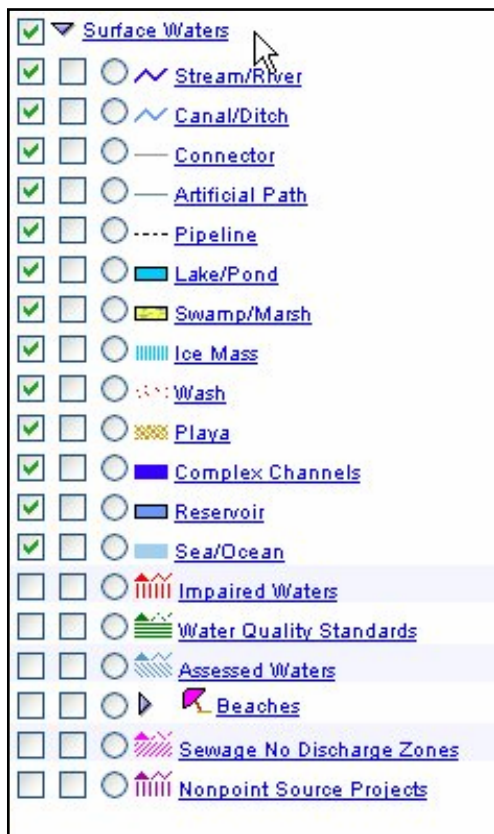 Surface Waters
Stream/River
Canal/Ditch
Connector
Artificial Path
Pipeline
Lake/Pond
Swamp/Marsh
Ice Mass
Wash
Playa
Complex Channels
Reservoir
Sea/Ocean
Impaired Waters
Water Quality Standards
Assessed Waters
Beaches
Sewage No Discharge Zones
Nonpoint Source Projects